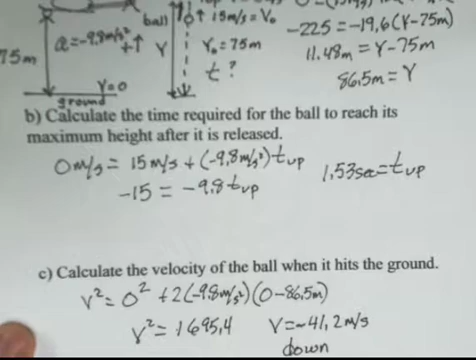 ball
↑ 15m/s = V₀
-225 = -19,6(Y-75m)
75m
a=-9.8m/s²
+↑
Y
Y₀ = 75m
11.48m = Y-75m
t?
86.5m = Y
Y=0
ground
b) Calculate the time required for the ball to reach its
maximum height after it is released.
0m/s = 15m/s + (-9,8m/s²)tup
1,53sec = tup
-15 = -9.8tup
c) Calculate the velocity of the ball when it hits the ground.
V² = 0² + 2(-9.8m/s²)(0-86.5m)
V² = 1695,4
V = -41,2m/s
down